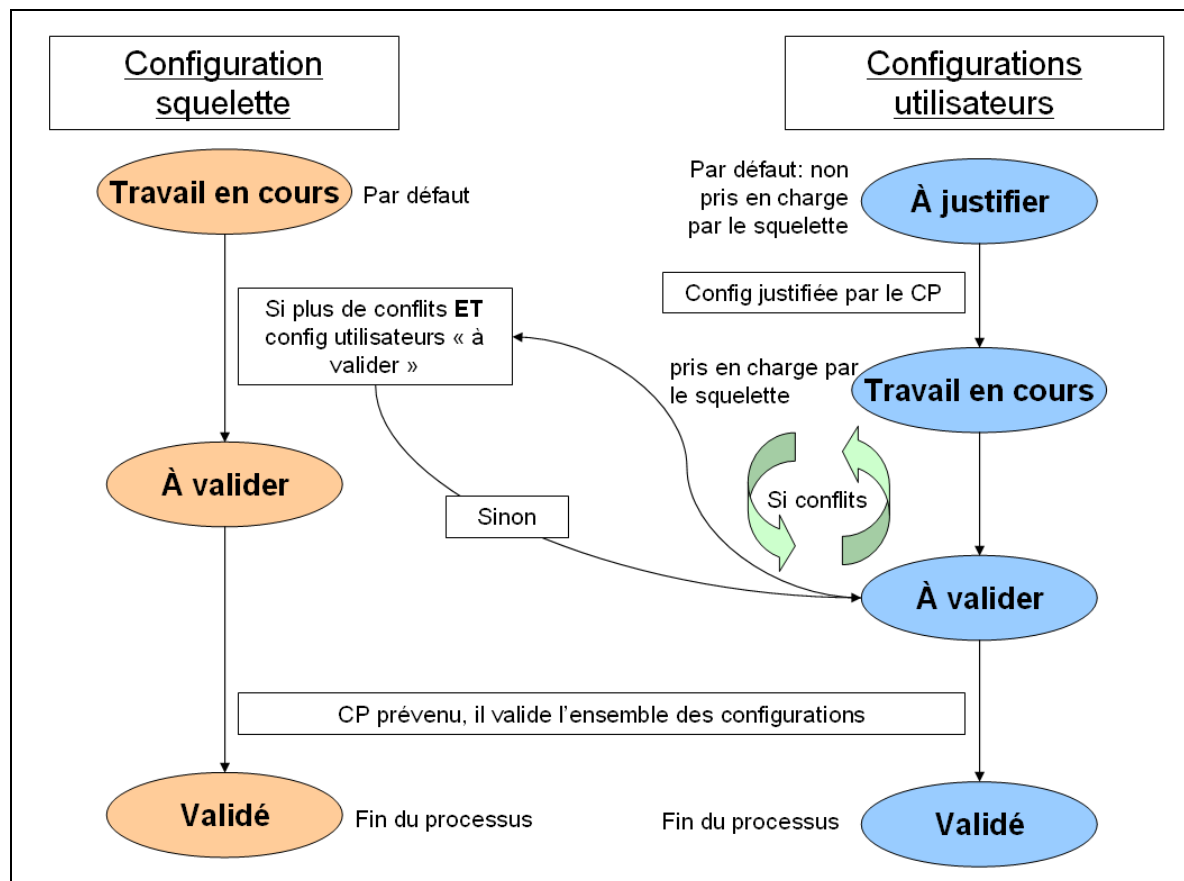 Configuration
squelette
Configurations
utilisateurs
Travail en cours
Par défaut
Par défaut: non
pris en charge
par le squelette
À justifier
Config justifiée par le CP
Si plus de conflits ET
config utilisateurs « à
valider »
pris en charge par
le squelette
Travail en cours
À valider
Si conflits
Sinon
À valider
CP prévenu, il valide l'ensemble des configurations
Validé
Fin du processus
Fin du processus
Validé